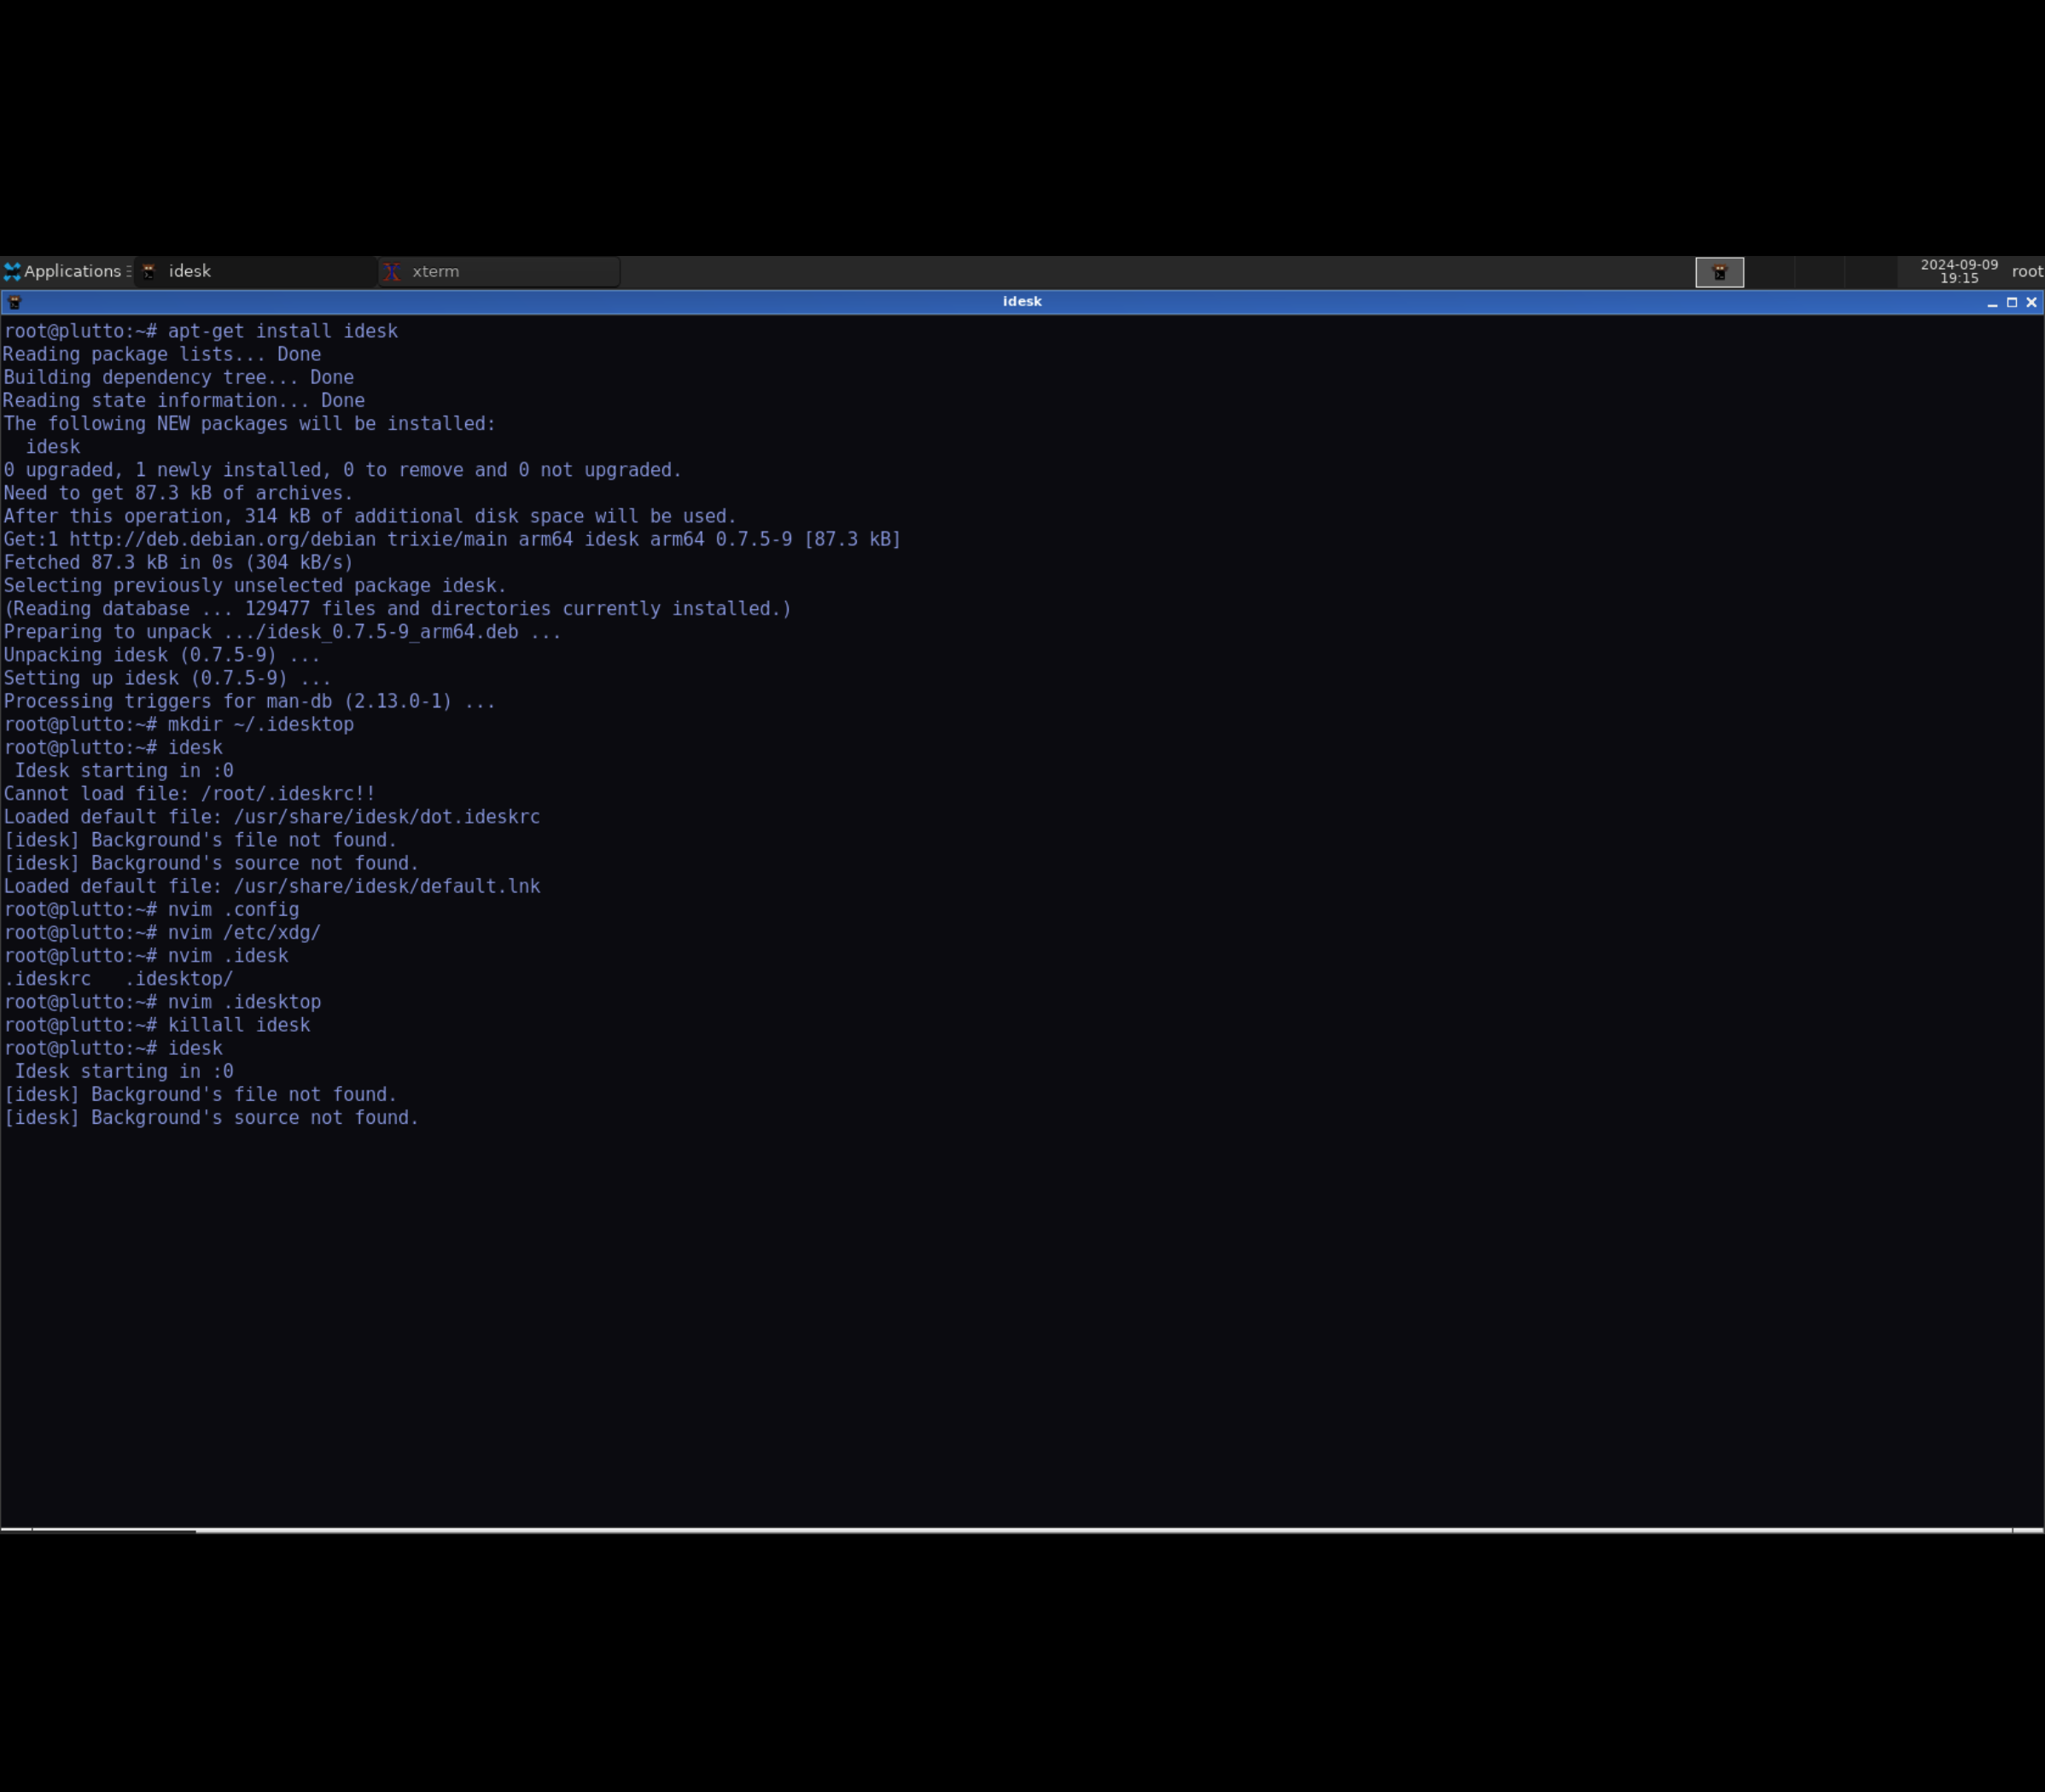 Applications idesk xterm 2024-09-09 19:15 root
idesk
root@plutto:~# apt-get install idesk
Reading package lists... Done
Building dependency tree... Done
Reading state information... Done
The following NEW packages will be installed:
  idesk
0 upgraded, 1 newly installed, 0 to remove and 0 not upgraded.
Need to get 87.3 kB of archives.
After this operation, 314 kB of additional disk space will be used.
Get:1 http://deb.debian.org/debian trixie/main arm64 idesk arm64 0.7.5-9 [87.3 kB]
Fetched 87.3 kB in 0s (304 kB/s)
Selecting previously unselected package idesk.
(Reading database ... 129477 files and directories currently installed.)
Preparing to unpack .../idesk_0.7.5-9_arm64.deb ...
Unpacking idesk (0.7.5-9) ...
Setting up idesk (0.7.5-9) ...
Processing triggers for man-db (2.13.0-1) ...
root@plutto:~# mkdir ~/.idesktop
root@plutto:~# idesk
 Idesk starting in :0
Cannot load file: /root/.ideskrc!!
Loaded default file: /usr/share/idesk/dot.ideskrc
[idesk] Background's file not found.
[idesk] Background's source not found.
Loaded default file: /usr/share/idesk/default.lnk
root@plutto:~# nvim .config
root@plutto:~# nvim /etc/xdg/
root@plutto:~# nvim .idesk
.ideskrc   .idesktop/
root@plutto:~# nvim .idesktop
root@plutto:~# killall idesk
root@plutto:~# idesk
 Idesk starting in :0
[idesk] Background's file not found.
[idesk] Background's source not found.